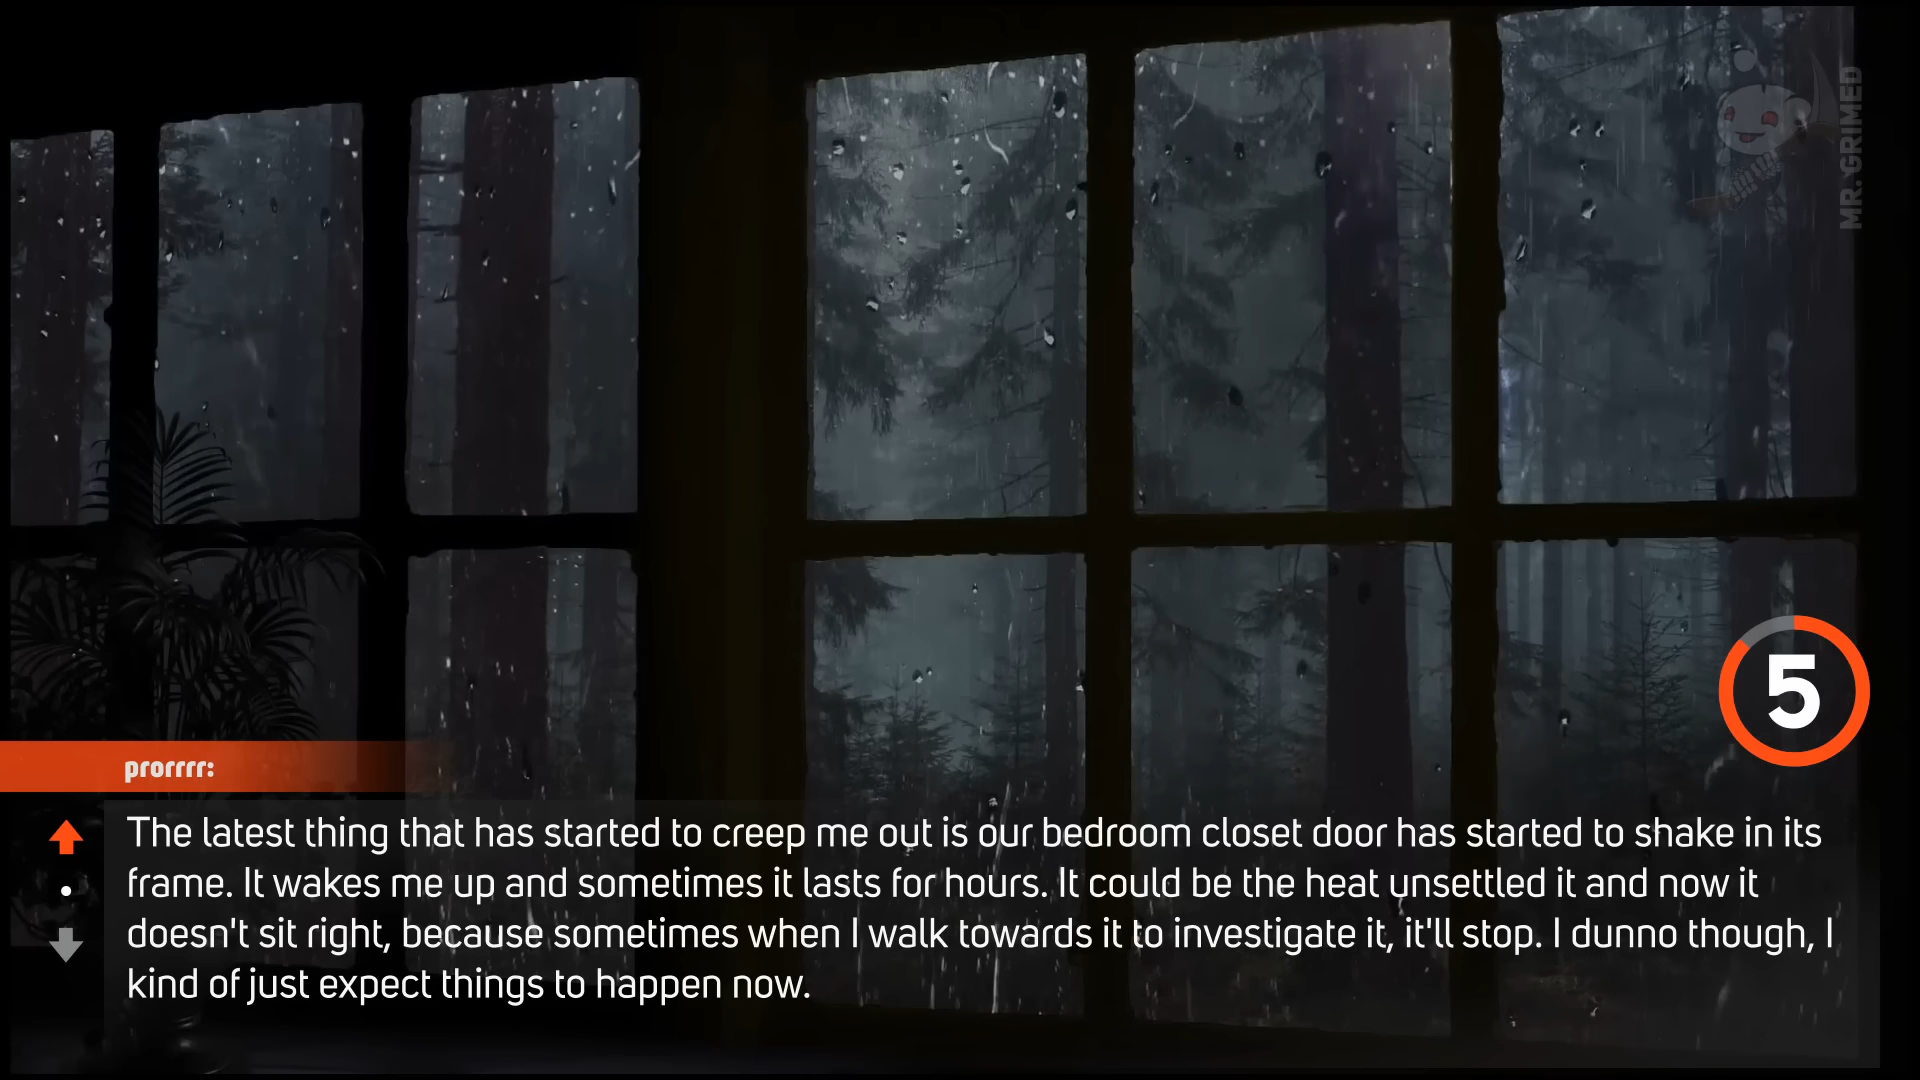 MR. GRIMED
5
prorrrr:
The latest thing that has started to creep me out is our bedroom closet door has started to shake in its
frame. It wakes me up and sometimes it lasts for hours. It could be the heat unsettled it and now it
doesn't sit right, because sometimes when I walk towards it to investigate it, it'll stop. I dunno though, I
kind of just expect things to happen now.